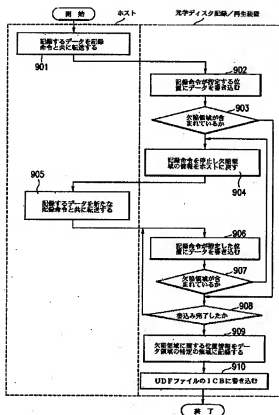 ホスト
光学ディスク記録／再生装置
開 始
記録するデータを記録
命令と共に転送する
901
902
記録命令が指定する位
置にデータを書き込む
903
欠陥領域が含
まれているか
記録命令を停止し欠陥領
域の情報をホストに戻す
904
905
記録するデータを新たな
記録命令と共に転送する
906
記録命令が指定した位
置にデータを書き込む
907
欠陥領域が含
まれているか
908
書込み完了したか
909
欠陥領域に関する位置情報をデー
タ領域の特定の領域に記録する
910
UDFファイルのICBに書き込む
終 了